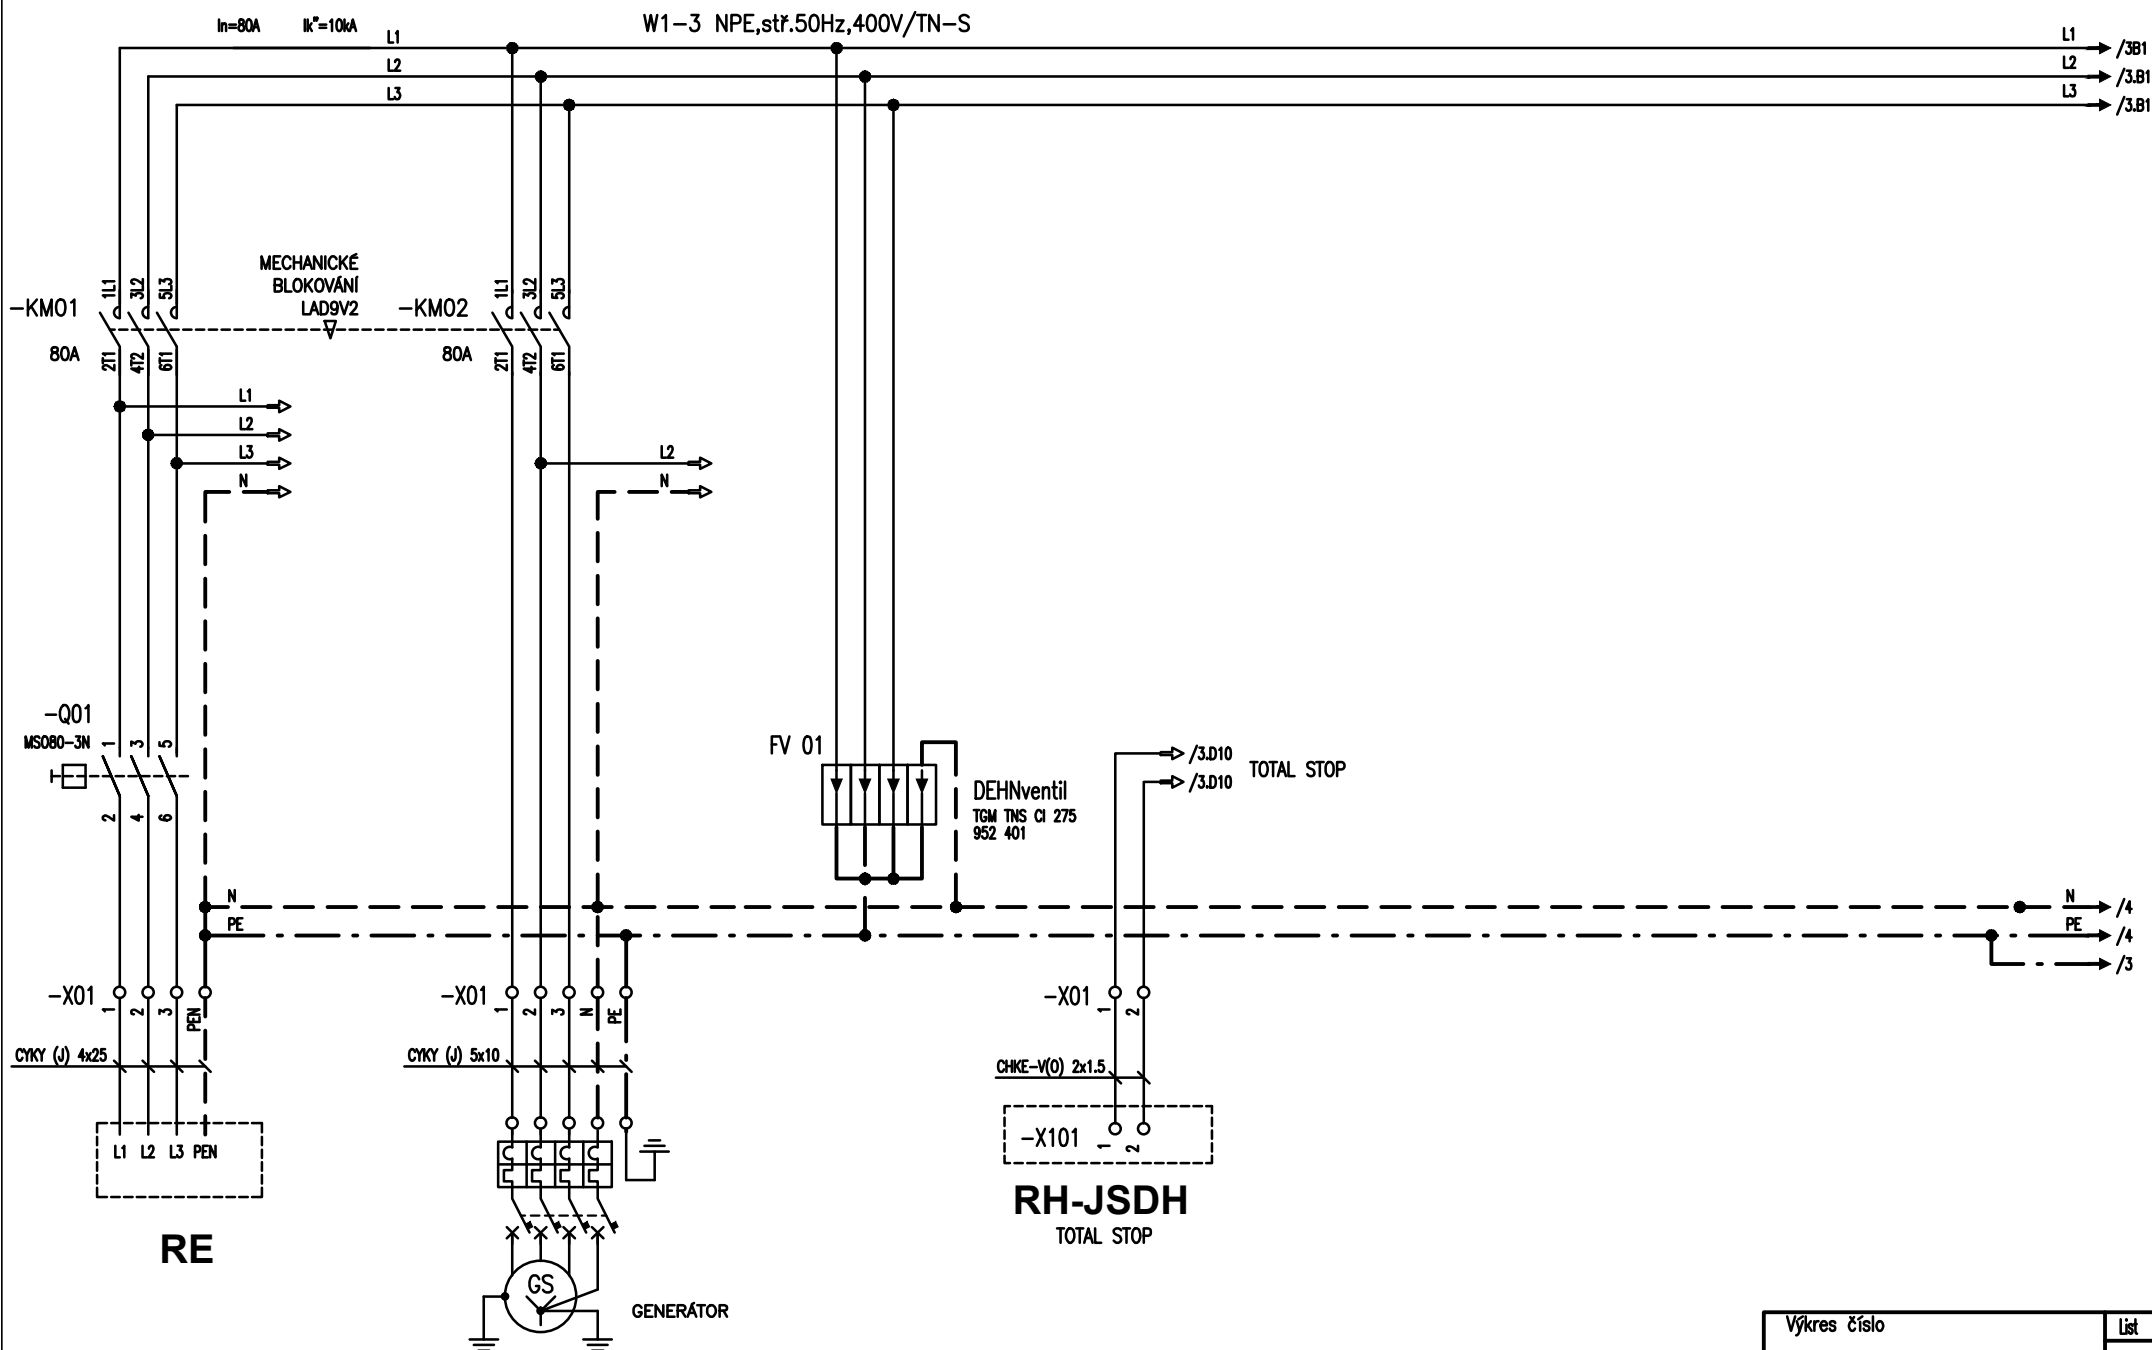 In=80A Ik"=10kA W1-3 NPE,stř.50Hz,400V/TN-S
L1 L1 /3B1
L2 L2 /3.B1
L3 L3 /3.B1
MECHANICKÉ
BLOKOVÁNÍ
LAD9V2
-KM01 1L1 3L2 5L3
80A 2T1 4T2 6T1
-KM02 1L1 3L2 5L3
80A 2T1 4T2 6T1
L1
L2
L3
N
L2
N
-Q01
MSO80-3N 1 3 5
2 4 6
FV 01
DEHNventil
TGM TNS CI 275
952 401
/3.D10
/3.D10
TOTAL STOP
N N /4
PE PE /4
/3
-X01 1 2 3 PEN
CYKY (J) 4x25
L1 L2 L3 PEN
RE
-X01 1 2 3 N PE
CYKY (J) 5x10
GS
GENERÁTOR
-X01 1 2
CHKE-V(O) 2x1.5
-X101 1 2
RH-JSDH
TOTAL STOP
Výkres číslo List